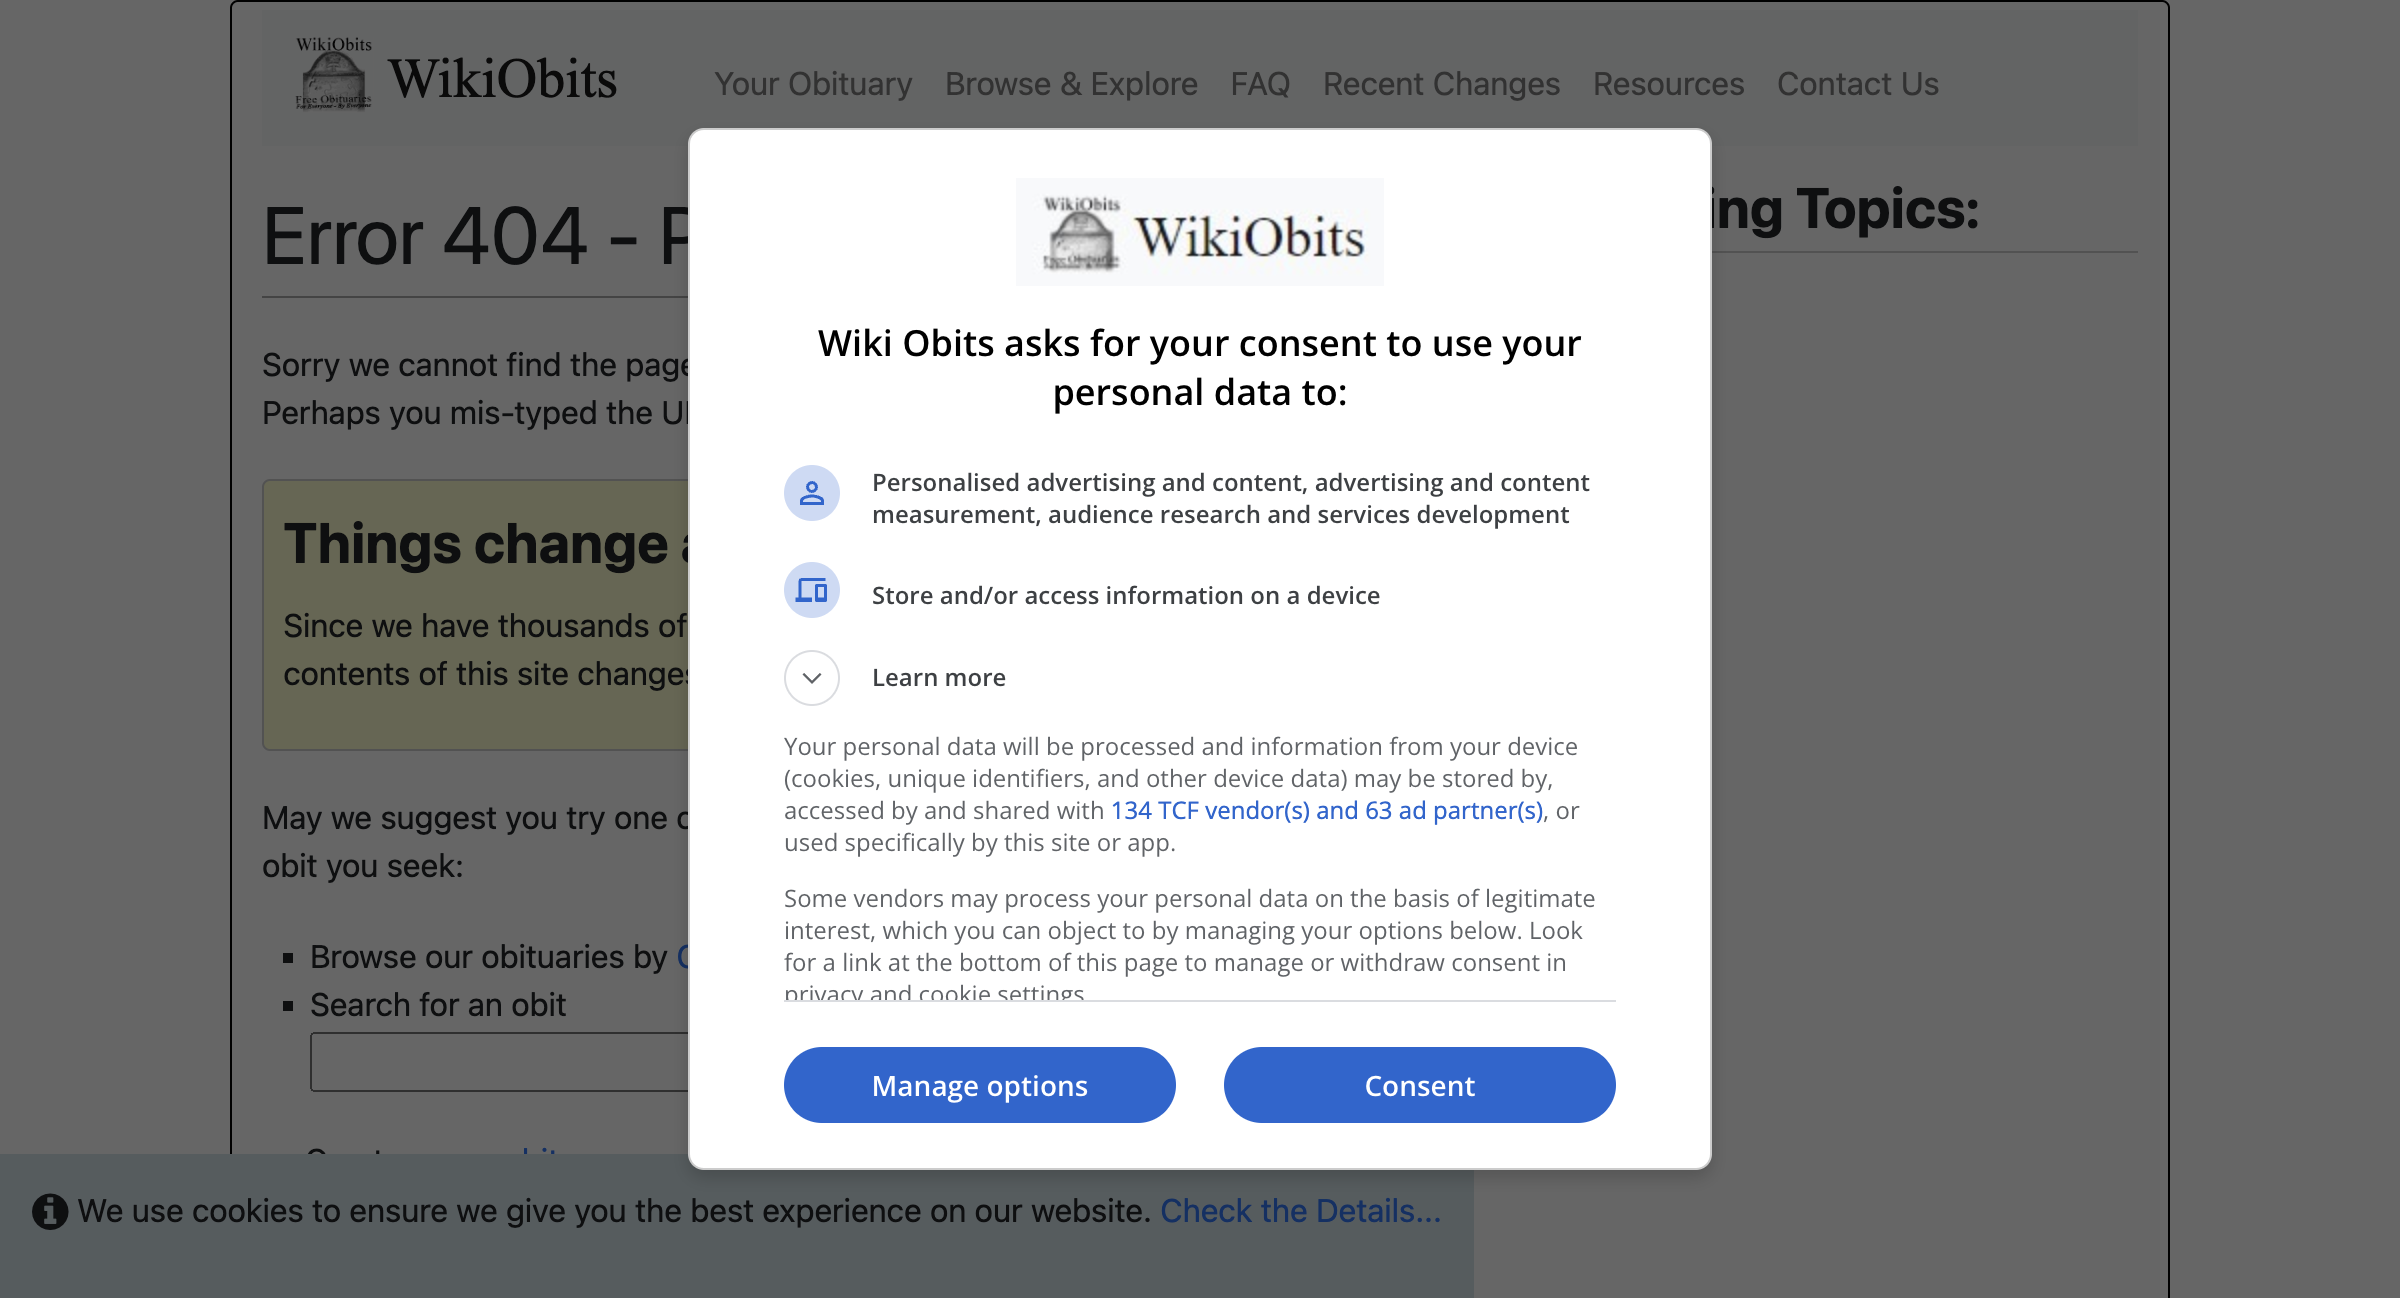 WikiObits
Free Obituaries
For Everyone - By Everyone
WikiObits
Your Obituary
Browse & Explore
FAQ
Recent Changes
Resources
Contact Us
Error 404 - P
ing Topics:
Sorry we cannot find the page
Perhaps you mis-typed the U
Things change
Since we have thousands of
contents of this site changes
May we suggest you try one
obit you seek:
Browse our obituaries by
Search for an obit
WikiObits
Free Obituaries
WikiObits
Wiki Obits asks for your consent to use your
personal data to:
Personalised advertising and content, advertising and content
measurement, audience research and services development
Store and/or access information on a device
Learn more
Your personal data will be processed and information from your device
(cookies, unique identifiers, and other device data) may be stored by,
accessed by and shared with 134 TCF vendor(s) and 63 ad partner(s), or
used specifically by this site or app.
Some vendors may process your personal data on the basis of legitimate
interest, which you can object to by managing your options below. Look
for a link at the bottom of this page to manage or withdraw consent in
privacy and cookie settings.
Manage options
Consent
We use cookies to ensure we give you the best experience on our website. Check the Details...